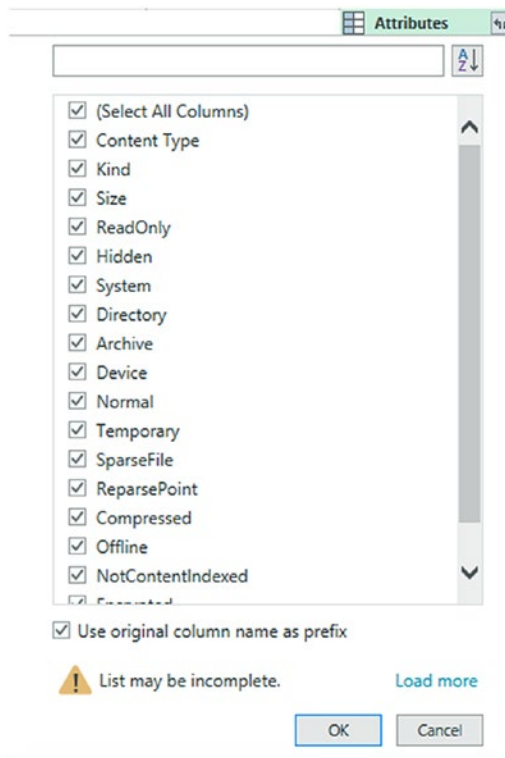 Attributes
A
Z
(Select All Columns)
Content Type
Kind
Size
ReadOnly
Hidden
System
Directory
Archive
Device
Normal
Temporary
SparseFile
ReparsePoint
Compressed
Offline
NotContentIndexed
Use original column name as prefix
List may be incomplete. Load more
OK Cancel